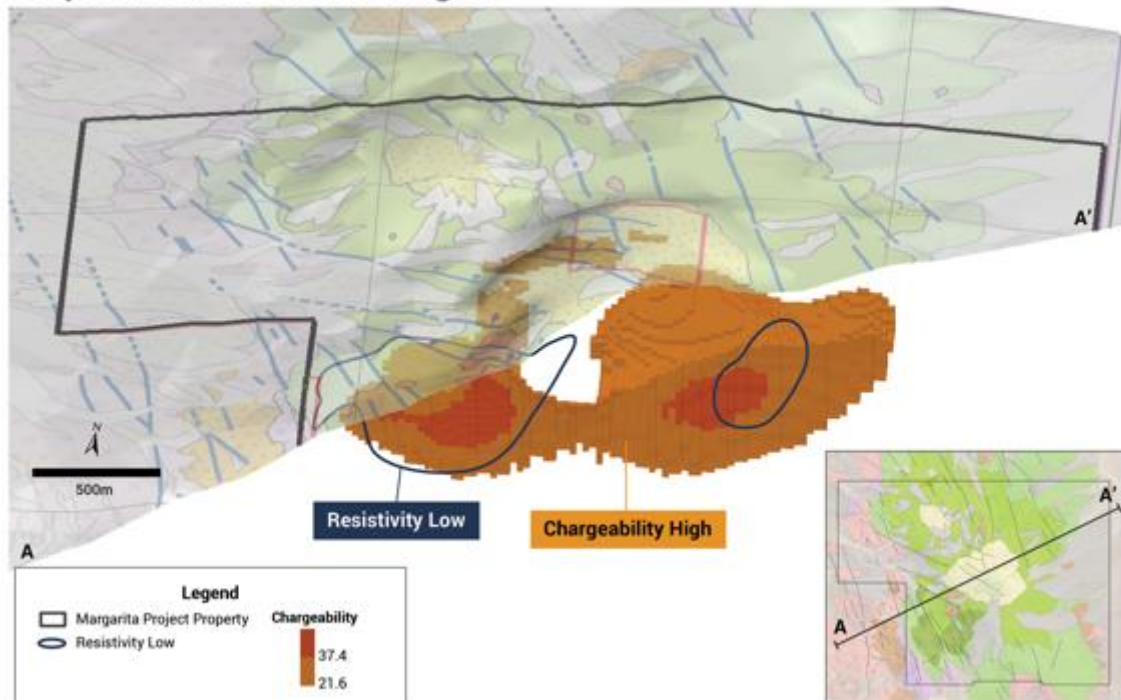 A'
N
500m
A
Resistivity Low
Chargeability High
Legend
Margarita Project Property
Resistivity Low
Chargeability
37.4
21.6
A'
A